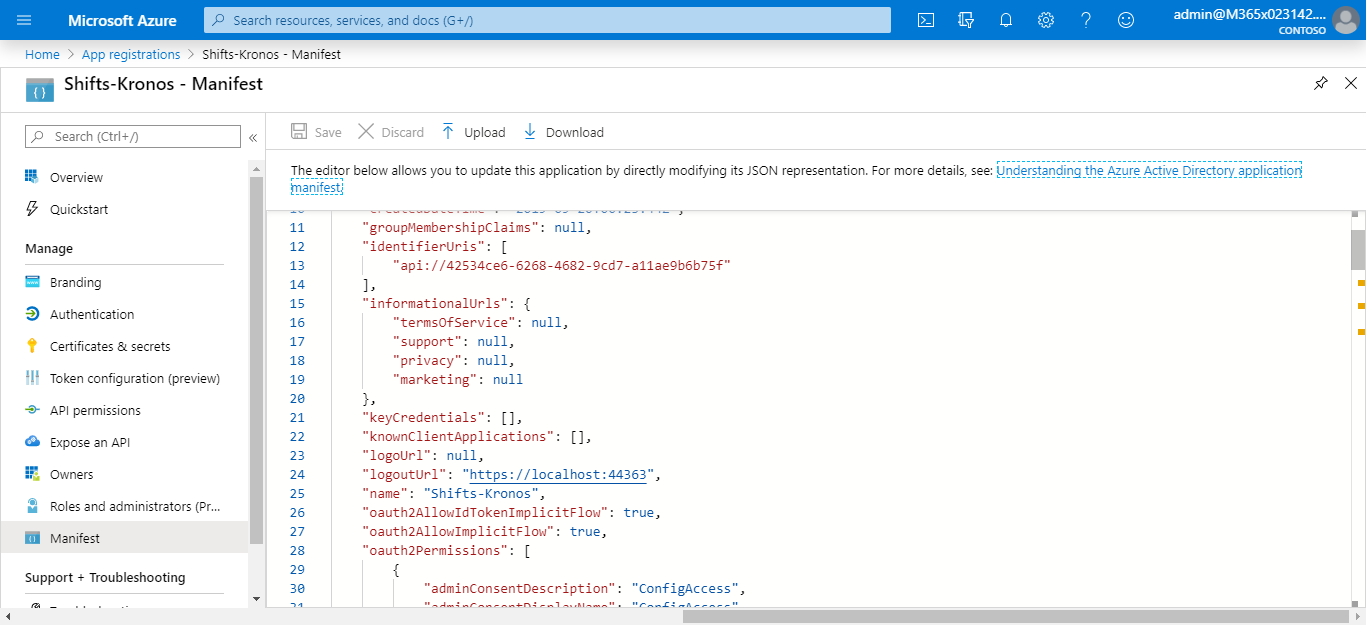 Microsoft Azure
Search resources, services, and docs (G+/)
admin@M365x023142....
CONTOSO
Home > App registrations > Shifts-Kronos - Manifest
Shifts-Kronos - Manifest
Search (Ctrl+/)
Overview
Quickstart
Manage
Branding
Authentication
Certificates & secrets
Token configuration (preview)
API permissions
Expose an API
Owners
Roles and administrators (Pr...
Manifest
Support + Troubleshooting
Save Discard Upload Download
The editor below allows you to update this application by directly modifying its JSON representation. For more details, see: Understanding the Azure Active Directory application
manifest.
11 "groupMembershipClaims": null,
12 "identifierUris": [
13 "api://42534ce6-6268-4682-9cd7-a11ae9b6b75f"
14 ],
15 "informationalUrls": {
16 "termsOfService": null,
17 "support": null,
18 "privacy": null,
19 "marketing": null
20 },
21 "keyCredentials": [],
22 "knownClientApplications": [],
23 "logoUrl": null,
24 "logoutUrl": "https://localhost:44363",
25 "name": "Shifts-Kronos",
26 "oauth2AllowIdTokenImplicitFlow": true,
27 "oauth2AllowImplicitFlow": true,
28 "oauth2Permissions": [
29 {
30 "adminConsentDescription": "ConfigAccess",
31 "adminConsentDisplayName": "ConfigAccess",